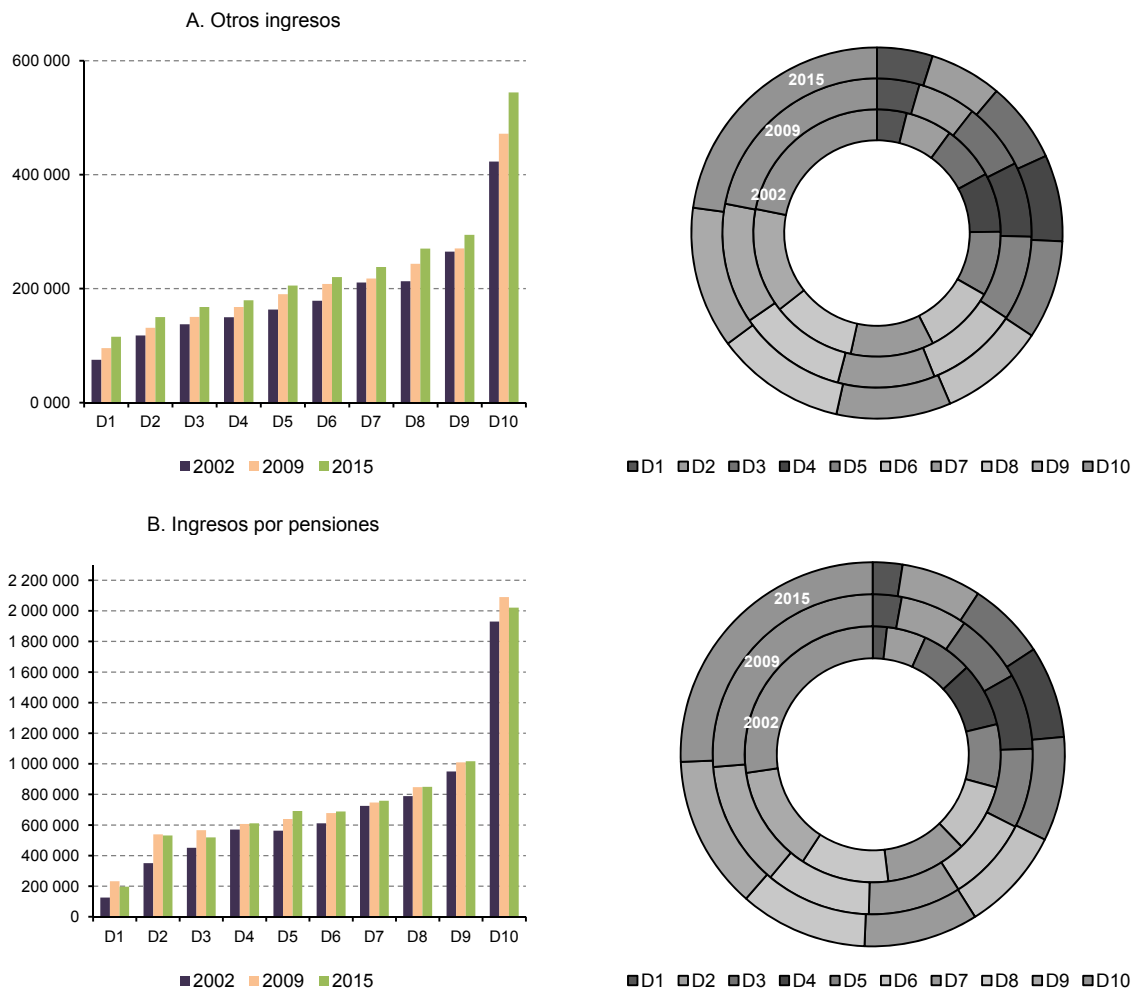 A. Otros ingresos
600 000
400 000
200 000
0 000
D1 D2 D3 D4 D5 D6 D7 D8 D9 D10
2002 2009 2015
2015
2009
2002
D1 D2 D3 D4 D5 D6 D7 D8 D9 D10
B. Ingresos por pensiones
2 200 000
2 000 000
1 800 000
1 600 000
1 400 000
1 200 000
1 000 000
800 000
600 000
400 000
200 000
0
D1 D2 D3 D4 D5 D6 D7 D8 D9 D10
2002 2009 2015
2015
2009
2002
D1 D2 D3 D4 D5 D6 D7 D8 D9 D10